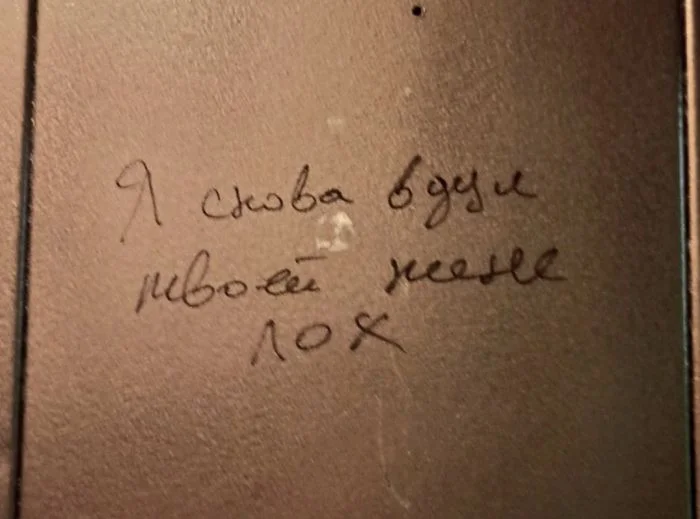 Я снова вдул
твоей жене
лох